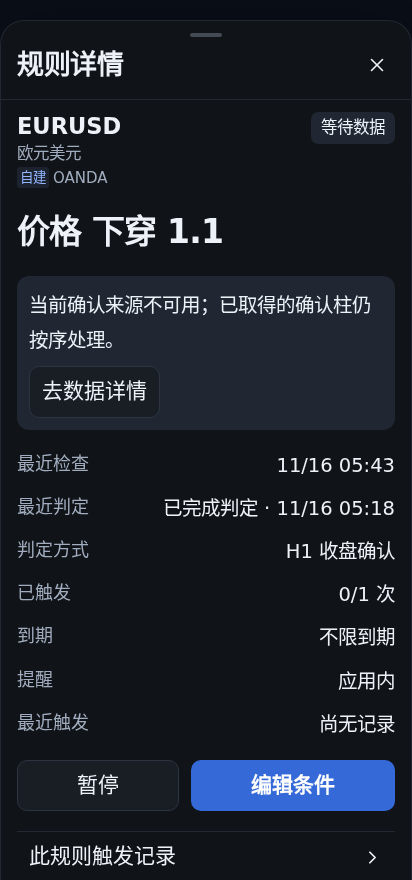 规则详情
EURUSD
等待数据
欧元美元
自建 OANDA
价格 下穿 1.1
当前确认来源不可用；已取得的确认柱仍
按序处理。
去数据详情
最近检查 11/16 05:43
最近判定 已完成判定 · 11/16 05:18
判定方式 H1 收盘确认
已触发 0/1 次
到期 不限到期
提醒 应用内
最近触发 尚无记录
暂停 编辑条件
此规则触发记录